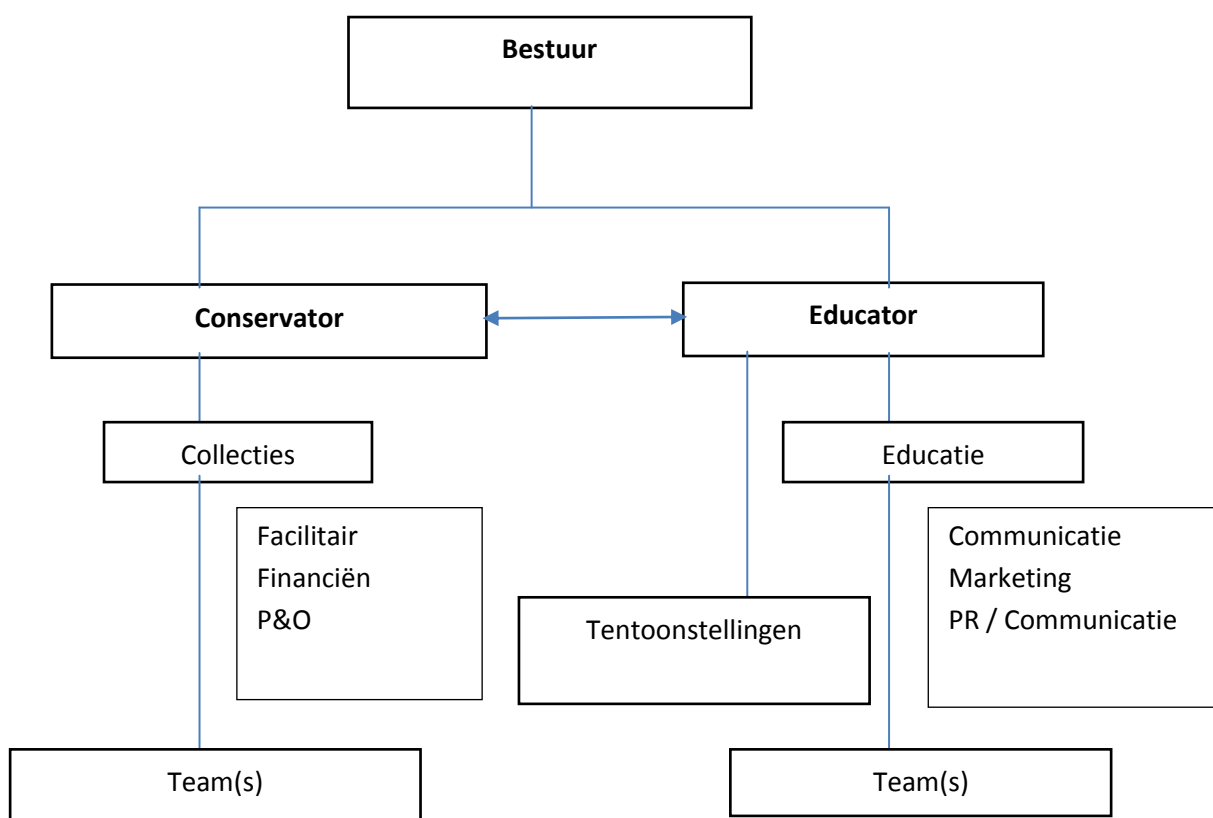 Bestuur
Conservator
Educator
Collecties
Educatie
Facilitair
Financiën
P&O
Communicatie
Marketing
PR / Communicatie
Tentoonstellingen
Team(s)
Team(s)